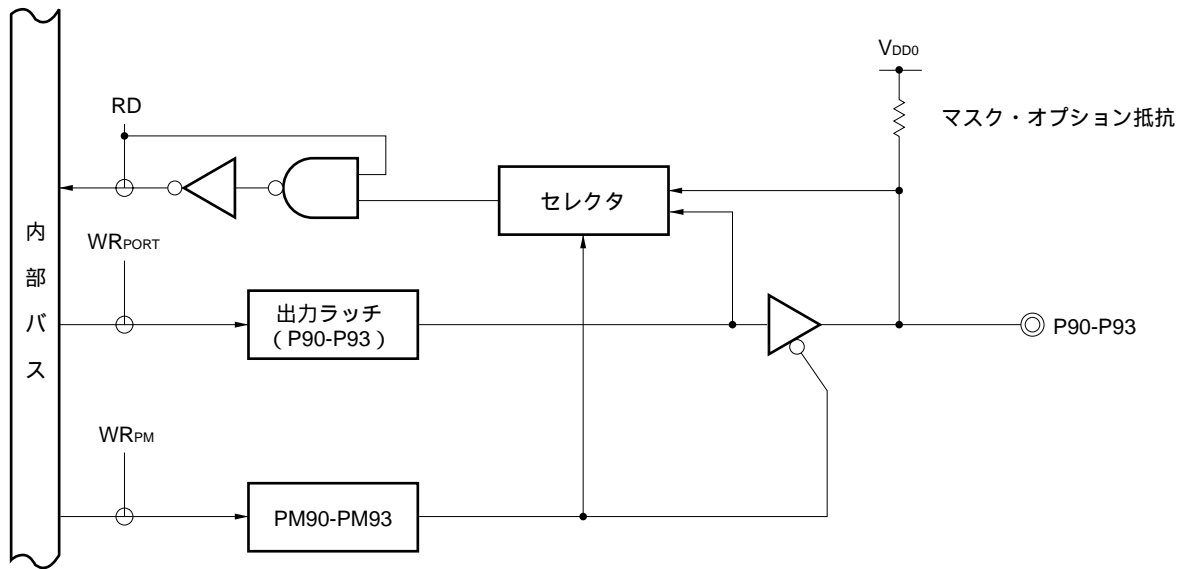 VDD0
RD
マスク・オプション抵抗
セレクタ
内部バス
WRPORT
出力ラッチ
（P90-P93）
P90-P93
WRPM
PM90-PM93